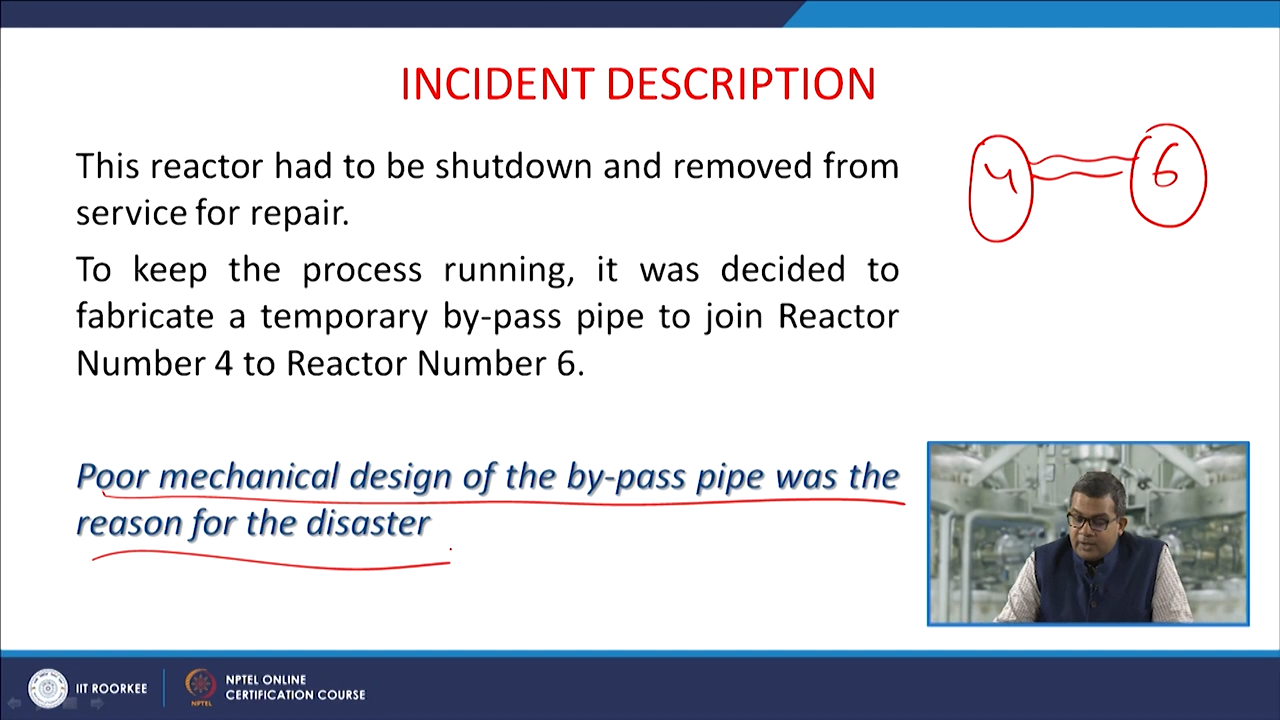 INCIDENT DESCRIPTION
This reactor had to be shutdown and removed from
service for repair.
To keep the process running, it was decided to
fabricate a temporary by-pass pipe to join Reactor
Number 4 to Reactor Number 6.
Poor mechanical design of the by-pass pipe was the
reason for the disaster
4 6
IIT ROORKEE
NPTEL
NPTEL ONLINE
CERTIFICATION COURSE